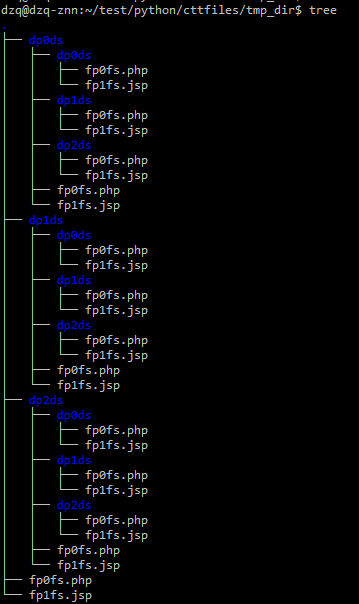 dzq@dzq-znn:~/test/python/cttfiles/tmp_dir$ tree
.
├── dp0ds
│   ├── dp0ds
│   │   ├── fp0fs.php
│   │   └── fp1fs.jsp
│   ├── dp1ds
│   │   ├── fp0fs.php
│   │   └── fp1fs.jsp
│   ├── dp2ds
│   │   ├── fp0fs.php
│   │   └── fp1fs.jsp
│   ├── fp0fs.php
│   └── fp1fs.jsp
├── dp1ds
│   ├── dp0ds
│   │   ├── fp0fs.php
│   │   └── fp1fs.jsp
│   ├── dp1ds
│   │   ├── fp0fs.php
│   │   └── fp1fs.jsp
│   ├── dp2ds
│   │   ├── fp0fs.php
│   │   └── fp1fs.jsp
│   ├── fp0fs.php
│   └── fp1fs.jsp
├── dp2ds
│   ├── dp0ds
│   │   ├── fp0fs.php
│   │   └── fp1fs.jsp
│   ├── dp1ds
│   │   ├── fp0fs.php
│   │   └── fp1fs.jsp
│   ├── dp2ds
│   │   ├── fp0fs.php
│   │   └── fp1fs.jsp
│   ├── fp0fs.php
│   └── fp1fs.jsp
├── fp0fs.php
└── fp1fs.jsp